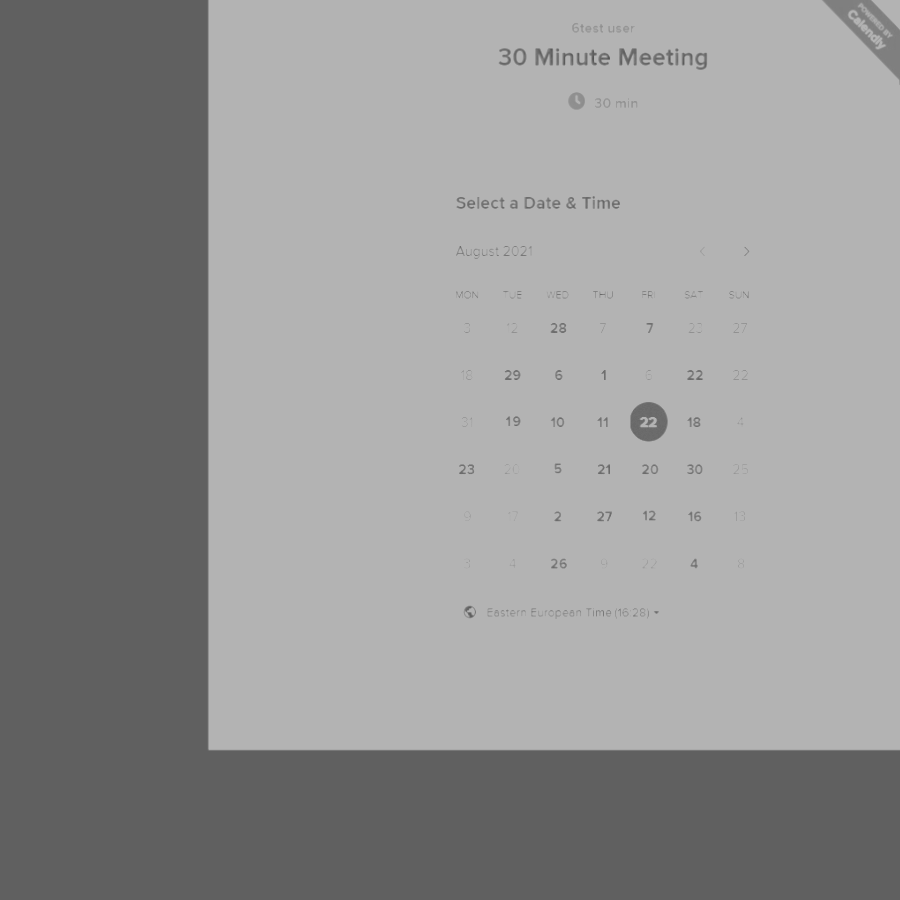 POWERED BY
Calendly
6test user
30 Minute Meeting
30 min
Select a Date & Time
August 2021
MON TUE WED THU FRI SAT SUN
3 12 28 7 7 23 27
18 29 6 1 6 22 22
31 19 10 11 22 18 4
23 20 5 21 20 30 25
9 17 2 27 12 16 13
3 4 26 9 22 4 8
Eastern European Time (16:28)